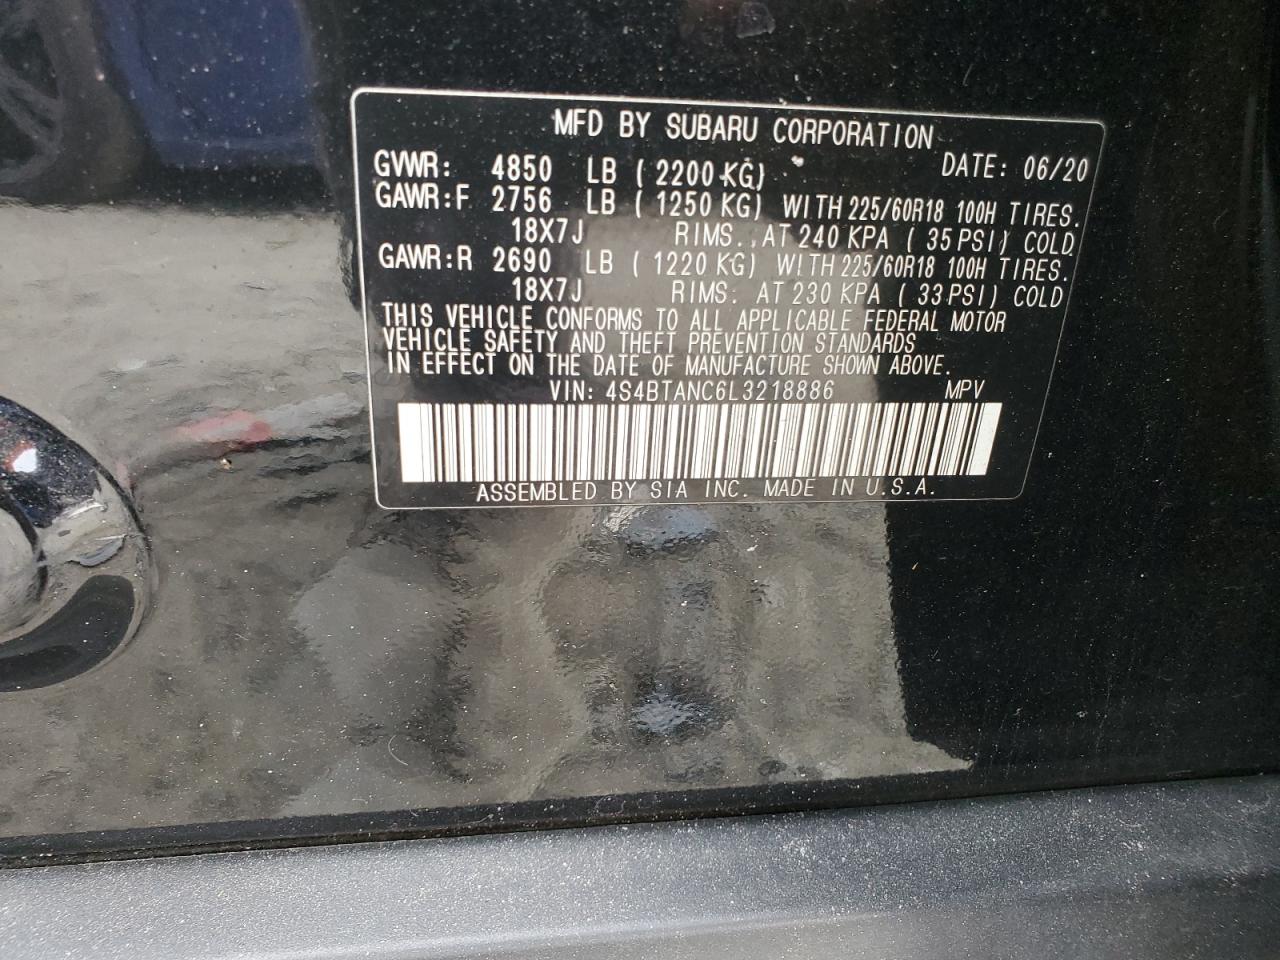 MFD BY SUBARU CORPORATION
GVWR: 4850 LB (2200 KG) DATE: 06/20
GAWR:F 2756 LB (1250 KG) WITH 225/60R18 100H TIRES.
18X7J RIMS. AT 240 KPA (35 PSI) COLD
GAWR:R 2690 LB (1220 KG) WITH 225/60R18 100H TIRES.
18X7J RIMS. AT 230 KPA (33 PSI) COLD
THIS VEHICLE CONFORMS TO ALL APPLICABLE FEDERAL MOTOR
VEHICLE SAFETY AND THEFT PREVENTION STANDARDS
IN EFFECT ON THE DATE OF MANUFACTURE SHOWN ABOVE.
VIN: 4S4BTANC6L3218886 MPV
ASSEMBLED BY SIA INC. MADE IN U.S.A.